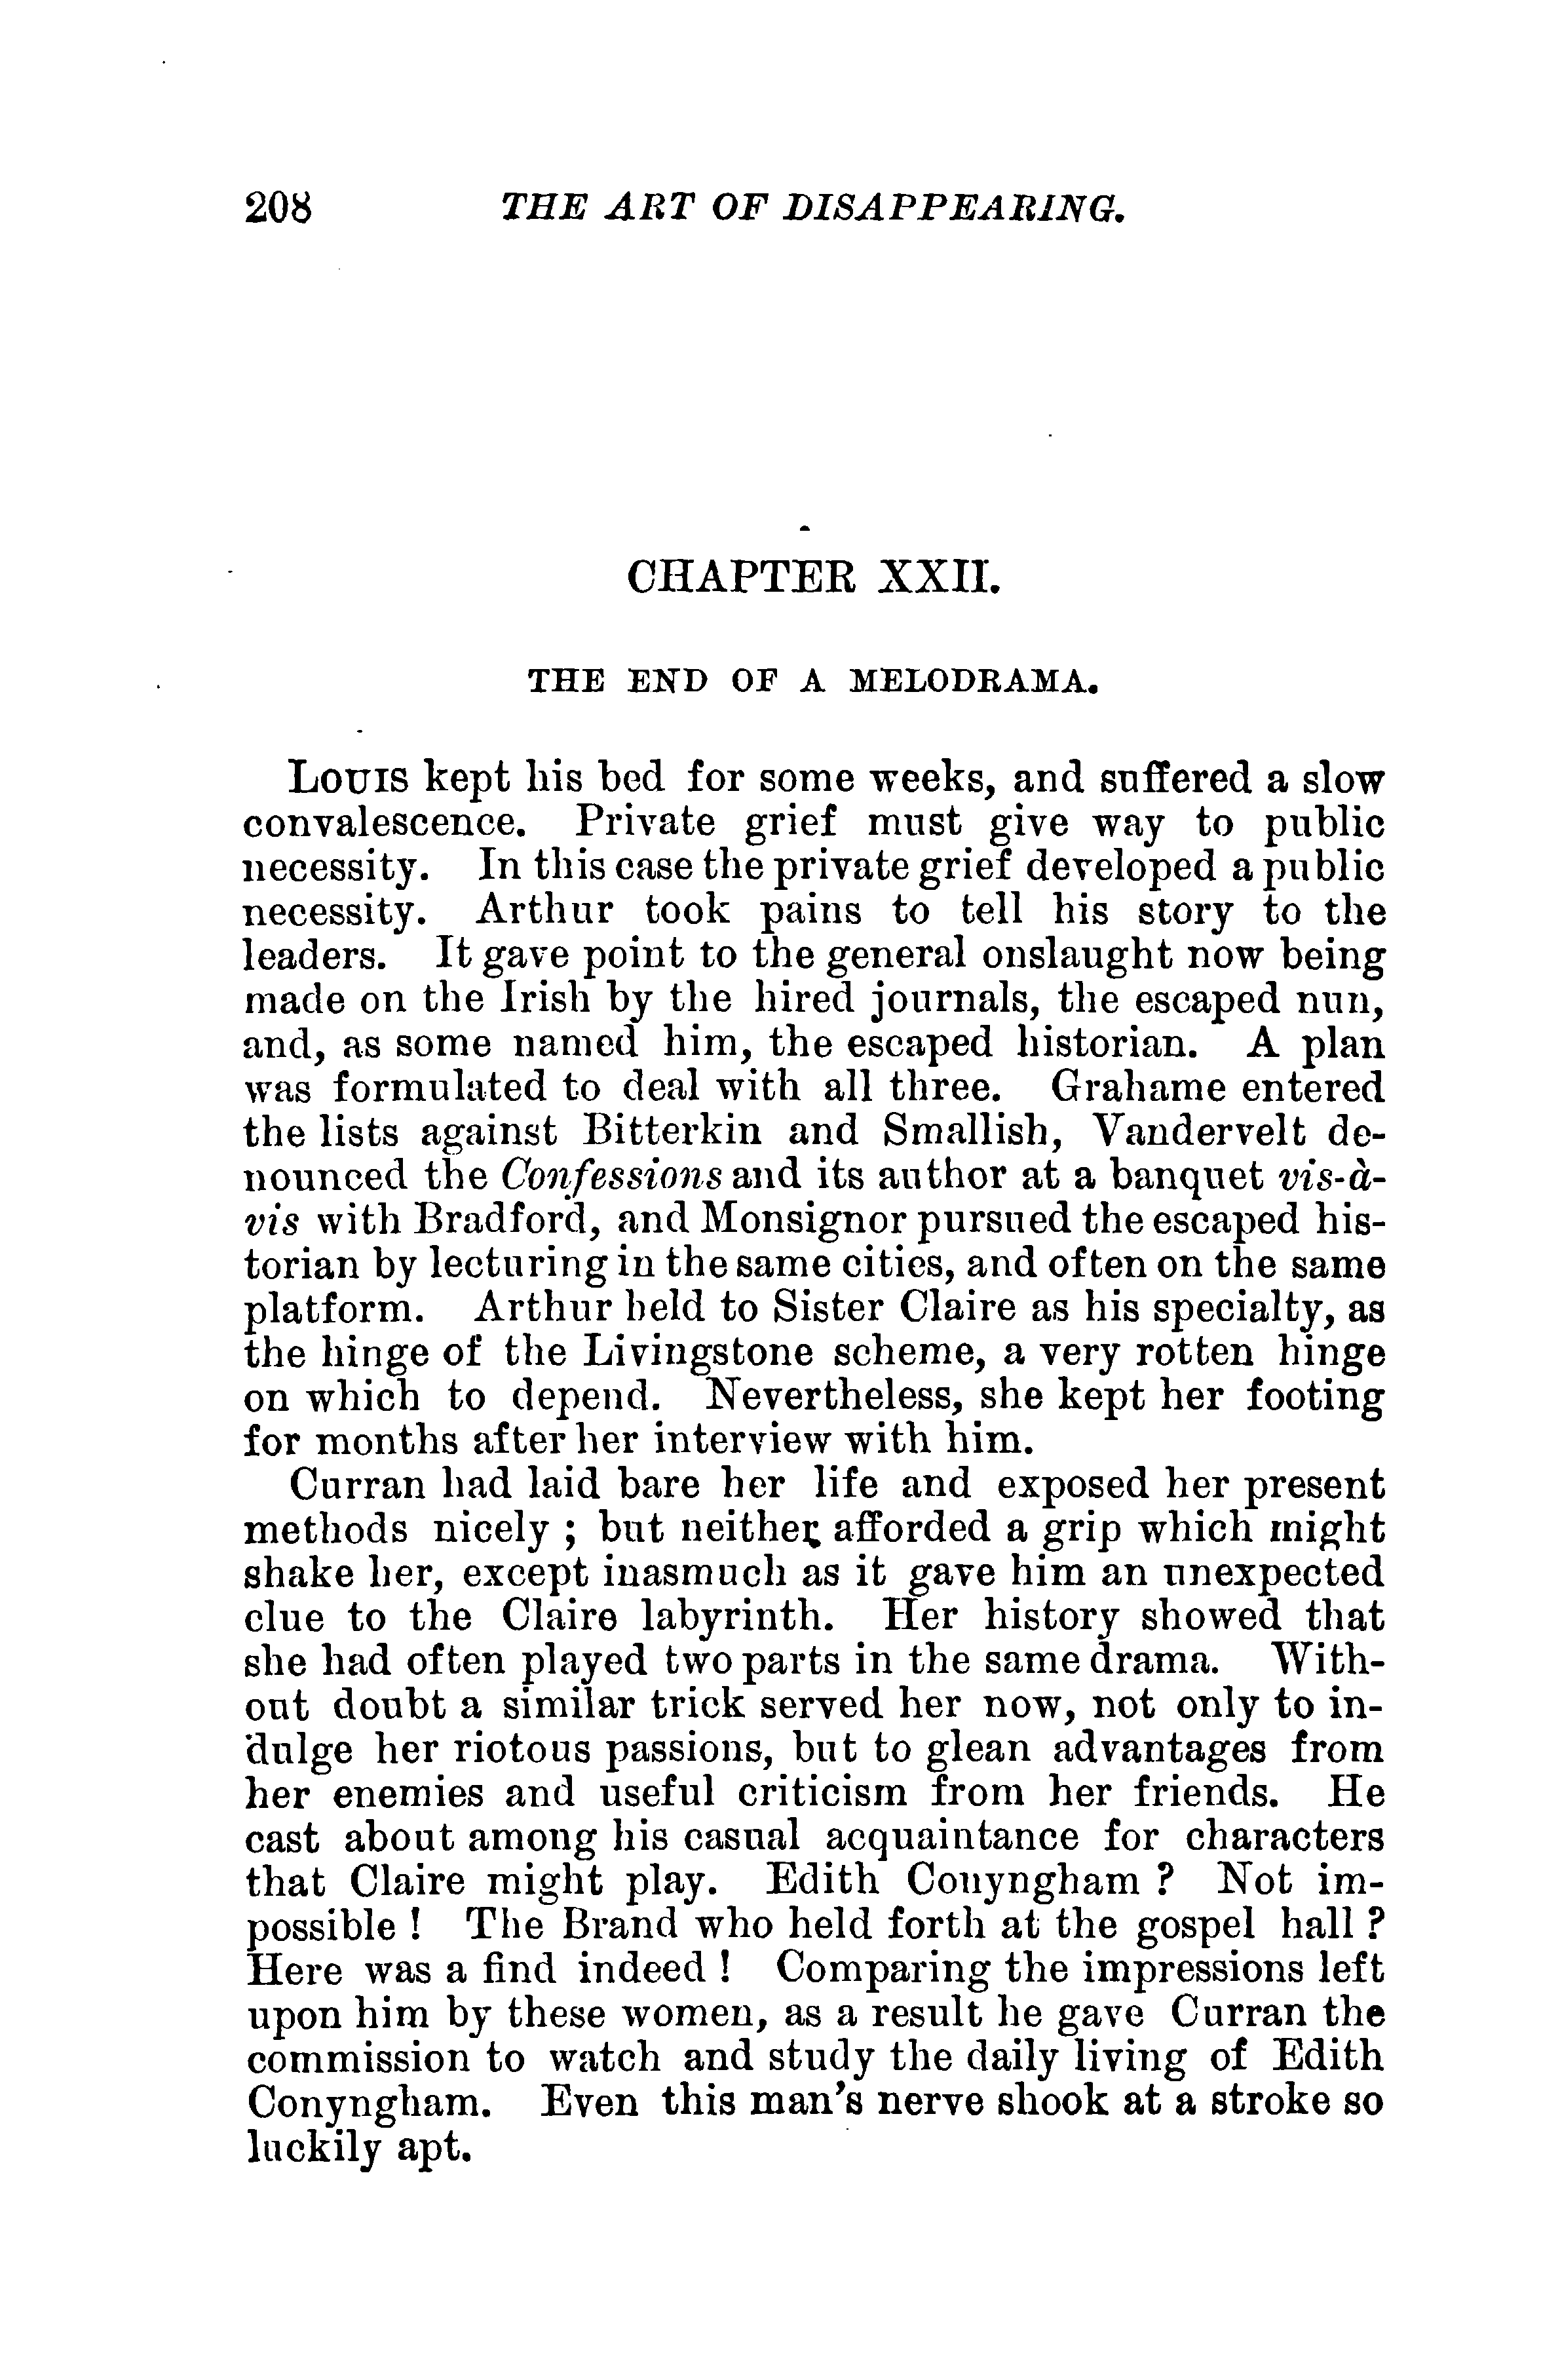 208 THE ART OF DISAPPEARING.
CHAPTER XXII.
THE END OF A MELODRAMA.
LOUIS kept his bed for some weeks, and suffered a slow
convalescence. Private grief must give way to public
necessity. In this case the private grief developed a public
necessity. Arthur took pains to tell his story to the
leaders. It gave point to the general onslaught now being
made on the Irish by the hired journals, the escaped nun,
and, as some named him, the escaped historian. A plan
was formulated to deal with all three. Grahame entered
the lists against Bitterkin and Smallish, Vandervelt de-
nounced the Confessions and its author at a banquet vis-à-
vis with Bradford, and Monsignor pursued the escaped his-
torian by lecturing in the same cities, and often on the same
platform. Arthur held to Sister Claire as his specialty, as
the hinge of the Livingstone scheme, a very rotten hinge
on which to depend. Nevertheless, she kept her footing
for months after her interview with him.
Curran had laid bare her life and exposed her present
methods nicely ; but neither afforded a grip which might
shake her, except inasmuch as it gave him an unexpected
clue to the Claire labyrinth. Her history showed that
she had often played two parts in the same drama. With-
out doubt a similar trick served her now, not only to in-
dulge her riotous passions, but to glean advantages from
her enemies and useful criticism from her friends. He
cast about among his casual acquaintance for characters
that Claire might play. Edith Conyngham ? Not im-
possible ! The Brand who held forth at the gospel hall ?
Here was a find indeed ! Comparing the impressions left
upon him by these women, as a result he gave Curran the
commission to watch and study the daily living of Edith
Conyngham. Even this man's nerve shook at a stroke so
luckily apt.